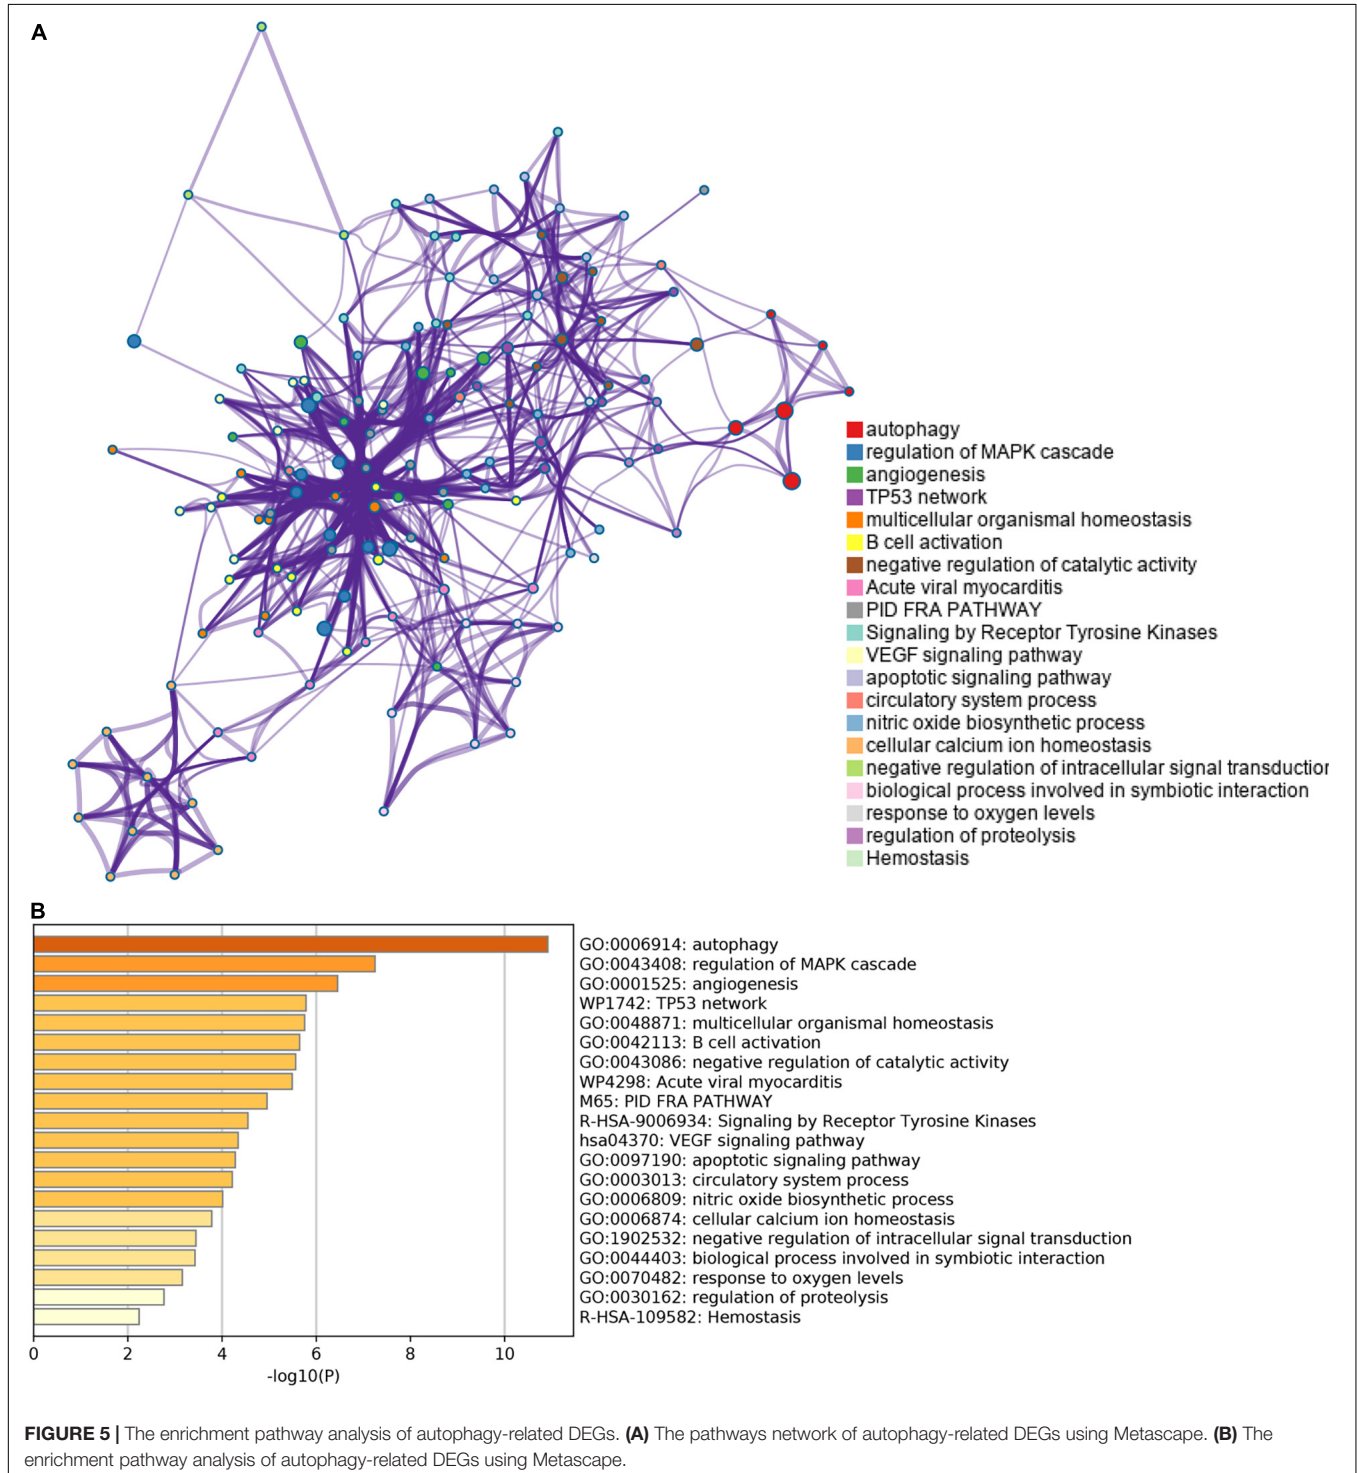 A
autophagy
regulation of MAPK cascade
angiogenesis
TP53 network
multicellular organismal homeostasis
B cell activation
negative regulation of catalytic activity
Acute viral myocarditis
PID FRA PATHWAY
Signaling by Receptor Tyrosine Kinases
VEGF signaling pathway
apoptotic signaling pathway
circulatory system process
nitric oxide biosynthetic process
cellular calcium ion homeostasis
negative regulation of intracellular signal transductior
biological process involved in symbiotic interaction
response to oxygen levels
regulation of proteolysis
Hemostasis
B
GO:0006914: autophagy
GO:0043408: regulation of MAPK cascade
GO:0001525: angiogenesis
WP1742: TP53 network
GO:0048871: multicellular organismal homeostasis
GO:0042113: B cell activation
GO:0043086: negative regulation of catalytic activity
WP4298: Acute viral myocarditis
M65: PID FRA PATHWAY
R-HSA-9006934: Signaling by Receptor Tyrosine Kinases
hsa04370: VEGF signaling pathway
GO:0097190: apoptotic signaling pathway
GO:0003013: circulatory system process
GO:0006809: nitric oxide biosynthetic process
GO:0006874: cellular calcium ion homeostasis
GO:1902532: negative regulation of intracellular signal transduction
GO:0044403: biological process involved in symbiotic interaction
GO:0070482: response to oxygen levels
GO:0030162: regulation of proteolysis
R-HSA-109582: Hemostasis
0 2 4 6 8 10
-log10(P)
FIGURE 5 | The enrichment pathway analysis of autophagy-related DEGs. (A) The pathways network of autophagy-related DEGs using Metascape. (B) The
enrichment pathway analysis of autophagy-related DEGs using Metascape.